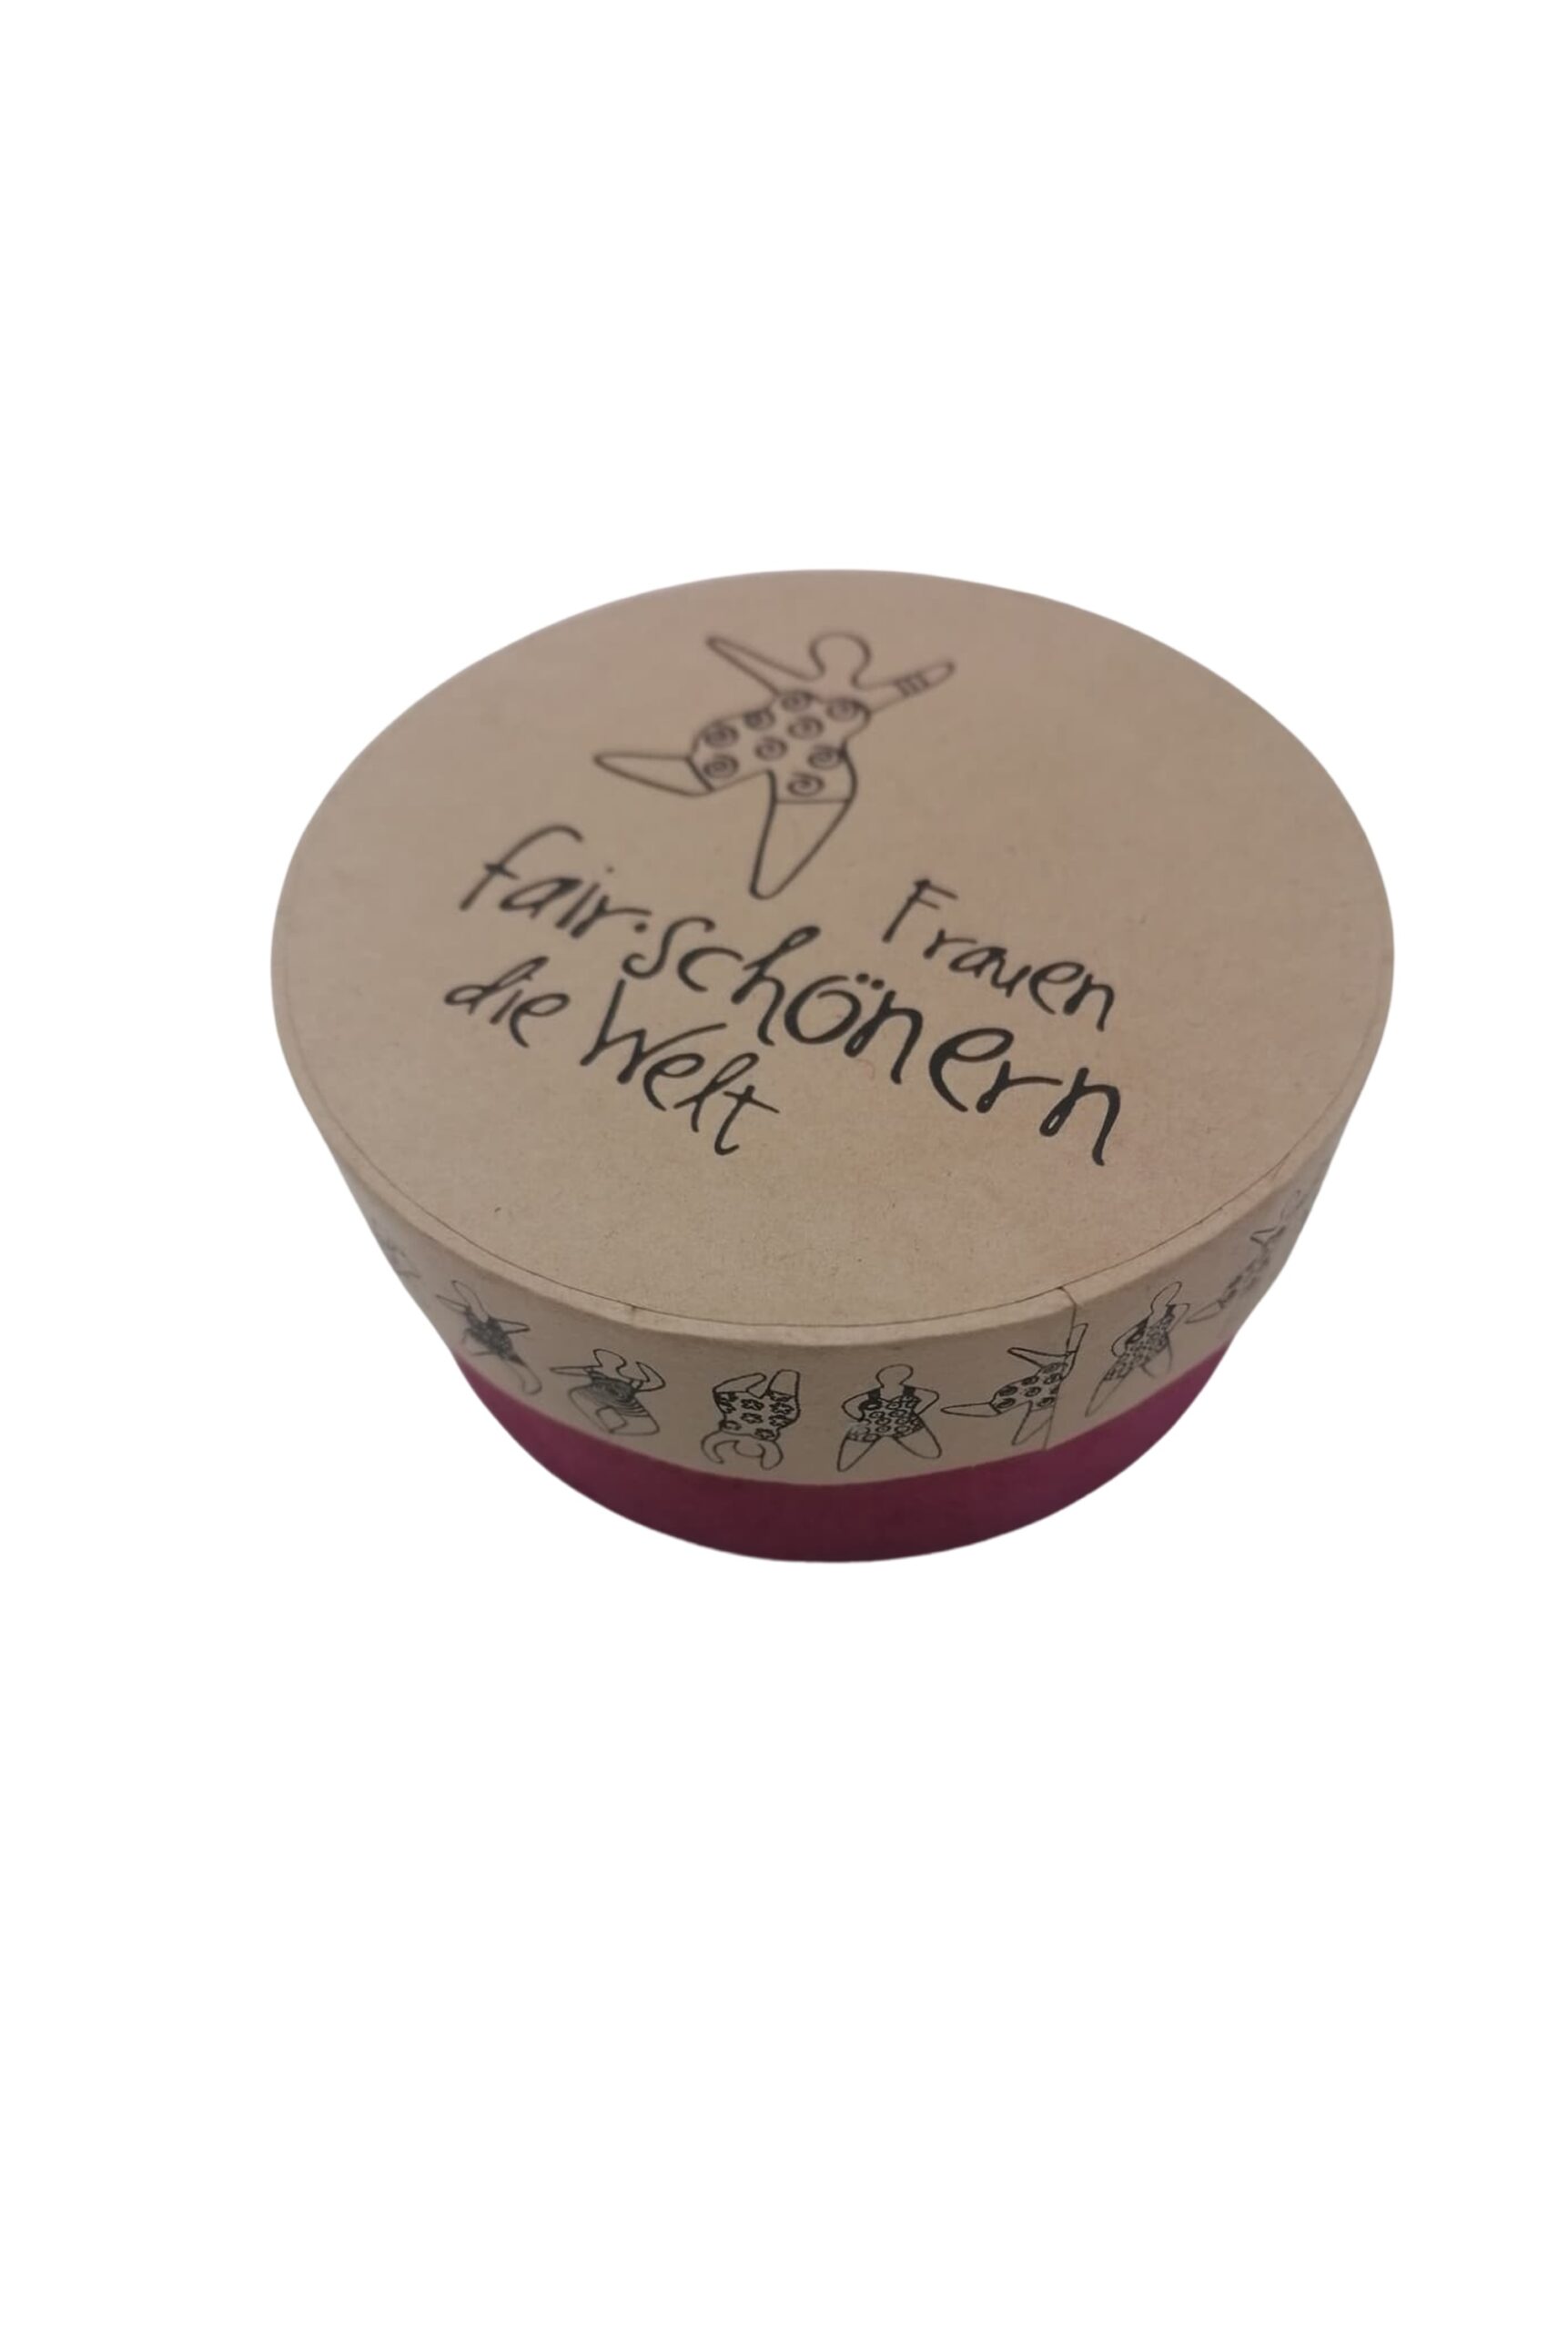 Frauen
fair·schönern
die Welt